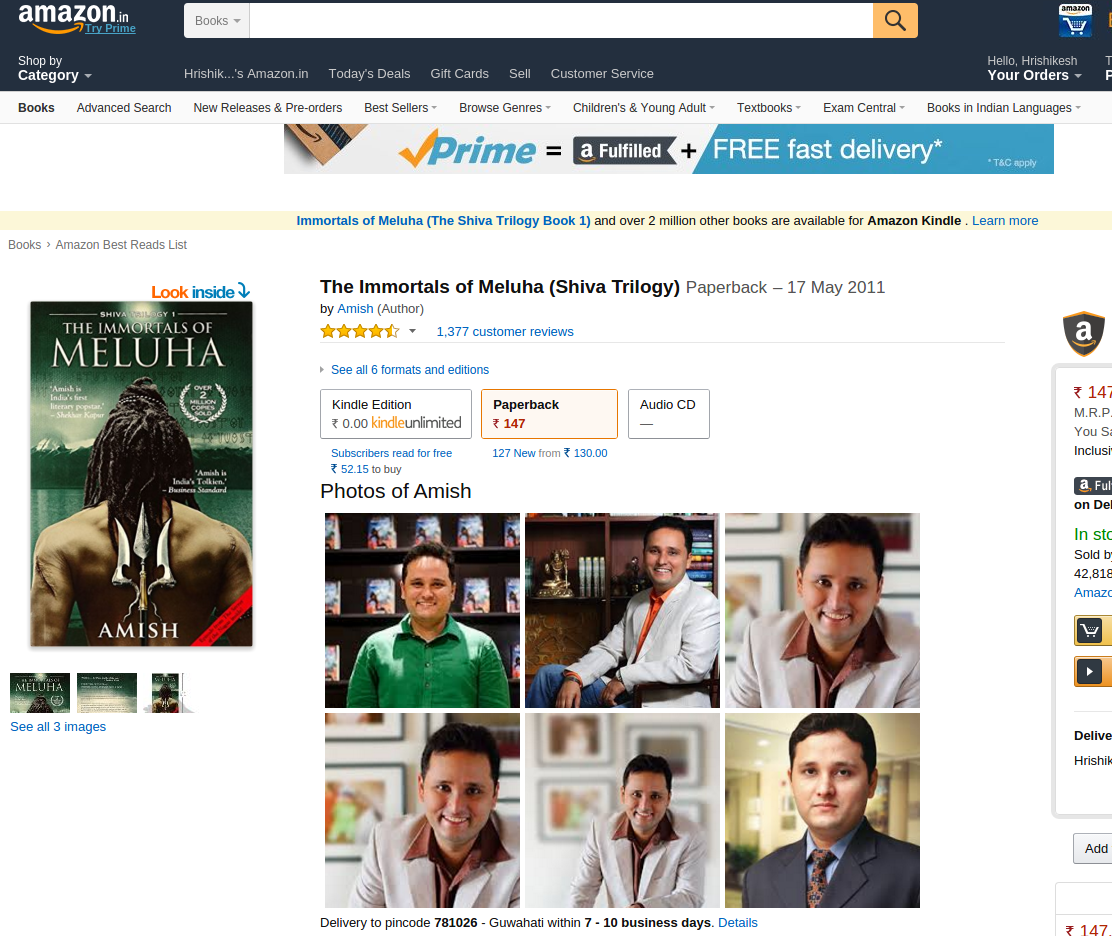 amazon.in
Try Prime
Books
amazon
Shop by
Category
Hrishik...'s Amazon.in Today's Deals Gift Cards Sell Customer Service
Hello, Hrishikesh
Your Orders
Books Advanced Search New Releases & Pre-orders Best Sellers Browse Genres Children's & Young Adult Textbooks Exam Central Books in Indian Languages
Prime = a Fulfilled + FREE fast delivery*
* T&C apply
Immortals of Meluha (The Shiva Trilogy Book 1) and over 2 million other books are available for Amazon Kindle . Learn more
Books › Amazon Best Reads List
Look inside
SHIVA TRILOGY 1
THE IMMORTALS OF
MELUHA
'Amish is
India's first
literary popstar.'
– Shekhar Kapur
OVER
2
MILLION
COPIES
SOLD
'Amish is
India's Tolkien.'
– Business Standard
AMISH
THE IMMORTALS OF
MELUHA
See all 3 images
The Immortals of Meluha (Shiva Trilogy) Paperback – 17 May 2011
by Amish (Author)
1,377 customer reviews
See all 6 formats and editions
Kindle Edition
₹ 0.00 kindleunlimited
Subscribers read for free
₹ 52.15 to buy
Paperback
₹ 147
127 New from ₹ 130.00
Audio CD
—
Photos of Amish
Delivery to pincode 781026 - Guwahati within 7 - 10 business days. Details
a
₹ 147
M.R.P.
You Sa
Inclusi
a Ful
on Del
In sto
Sold by
42,818
Amazo
Delive
Hrishik
Add
₹ 147.